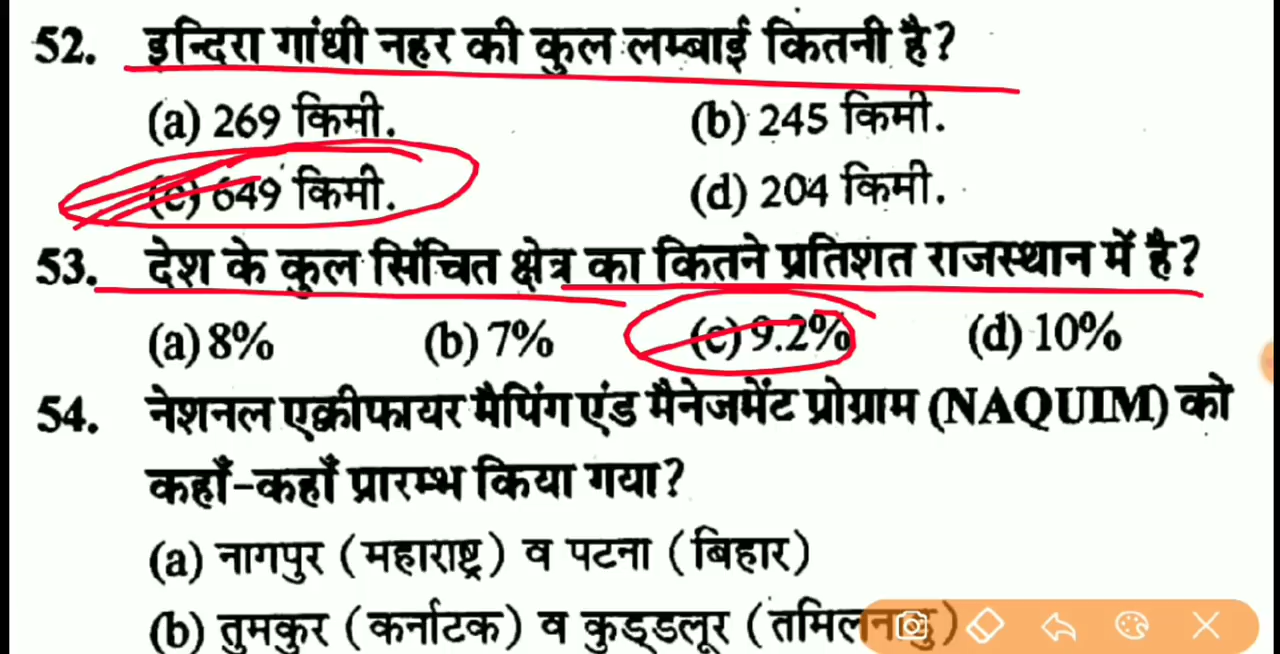 52. इन्दिरा गांधी नहर की कुल लम्बाई कितनी है?
(a) 269 किमी. (b) 245 किमी.
(c) 649 किमी. (d) 204 किमी.
53. देश के कुल सिंचित क्षेत्र का कितने प्रतिशत राजस्थान में है?
(a) 8% (b) 7% (c) 9.2% (d) 10%
54. नेशनल एक्वीफायर मैपिंग एंड मैनेजमेंट प्रोग्राम (NAQUIM) को
कहाँ-कहाँ प्रारम्भ किया गया?
(a) नागपुर (महाराष्ट्र) व पटना (बिहार)
(b) तुमकुर (कर्नाटक) व कुड्डलूर (तमिलनाडु)